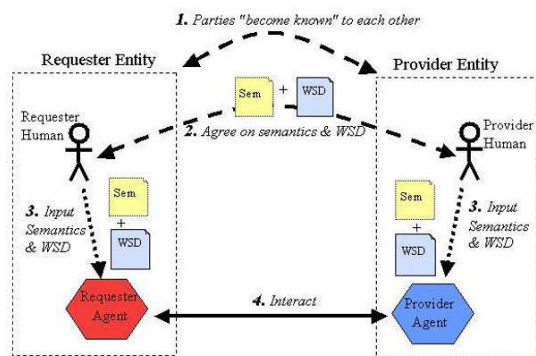 1. Parties "become known" to each other
Requester Entity
Provider Entity
Sem
+
WSD
2. Agree on semantics & WSD
Requester
Human
Provider
Human
3. Input
Semantics
& WSD
Sem
+
WSD
Sem
+
WSD
3. Input
Semantics
& WSD
Requester
Agent
4. Interact
Provider
Agent